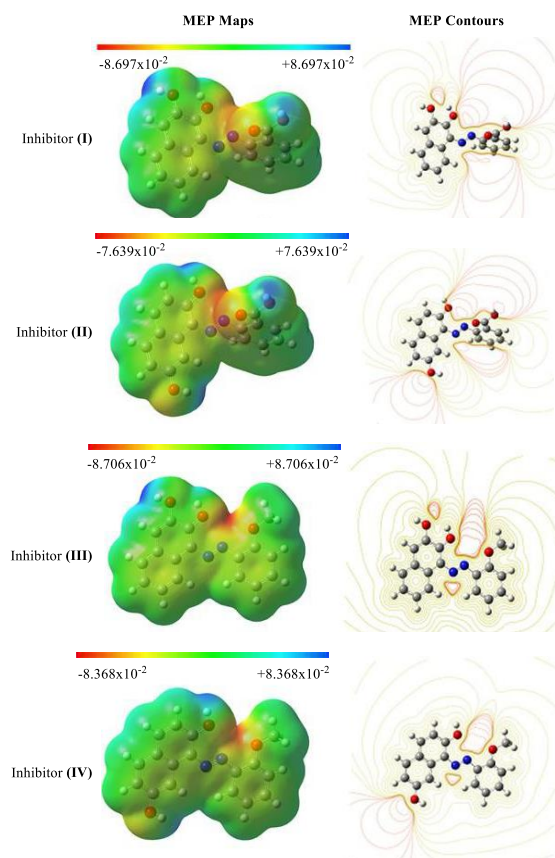 MEP Maps MEP Contours
-8.697x10⁻² +8.697x10⁻²
Inhibitor (I)
-7.639x10⁻² +7.639x10⁻²
Inhibitor (II)
-8.706x10⁻² +8.706x10⁻²
Inhibitor (III)
-8.368x10⁻² +8.368x10⁻²
Inhibitor (IV)